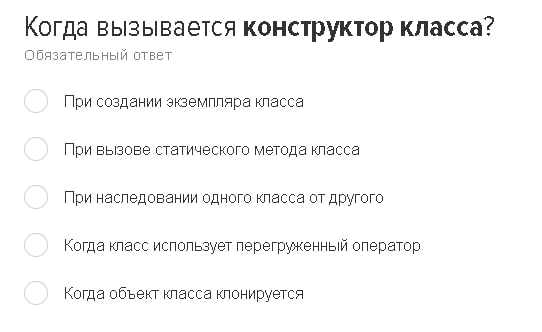 Когда вызывается конструктор класса?
Обязательный ответ
При создании экземпляра класса
При вызове статического метода класса
При наследовании одного класса от другого
Когда класс использует перегруженный оператор
Когда объект класса клонируется